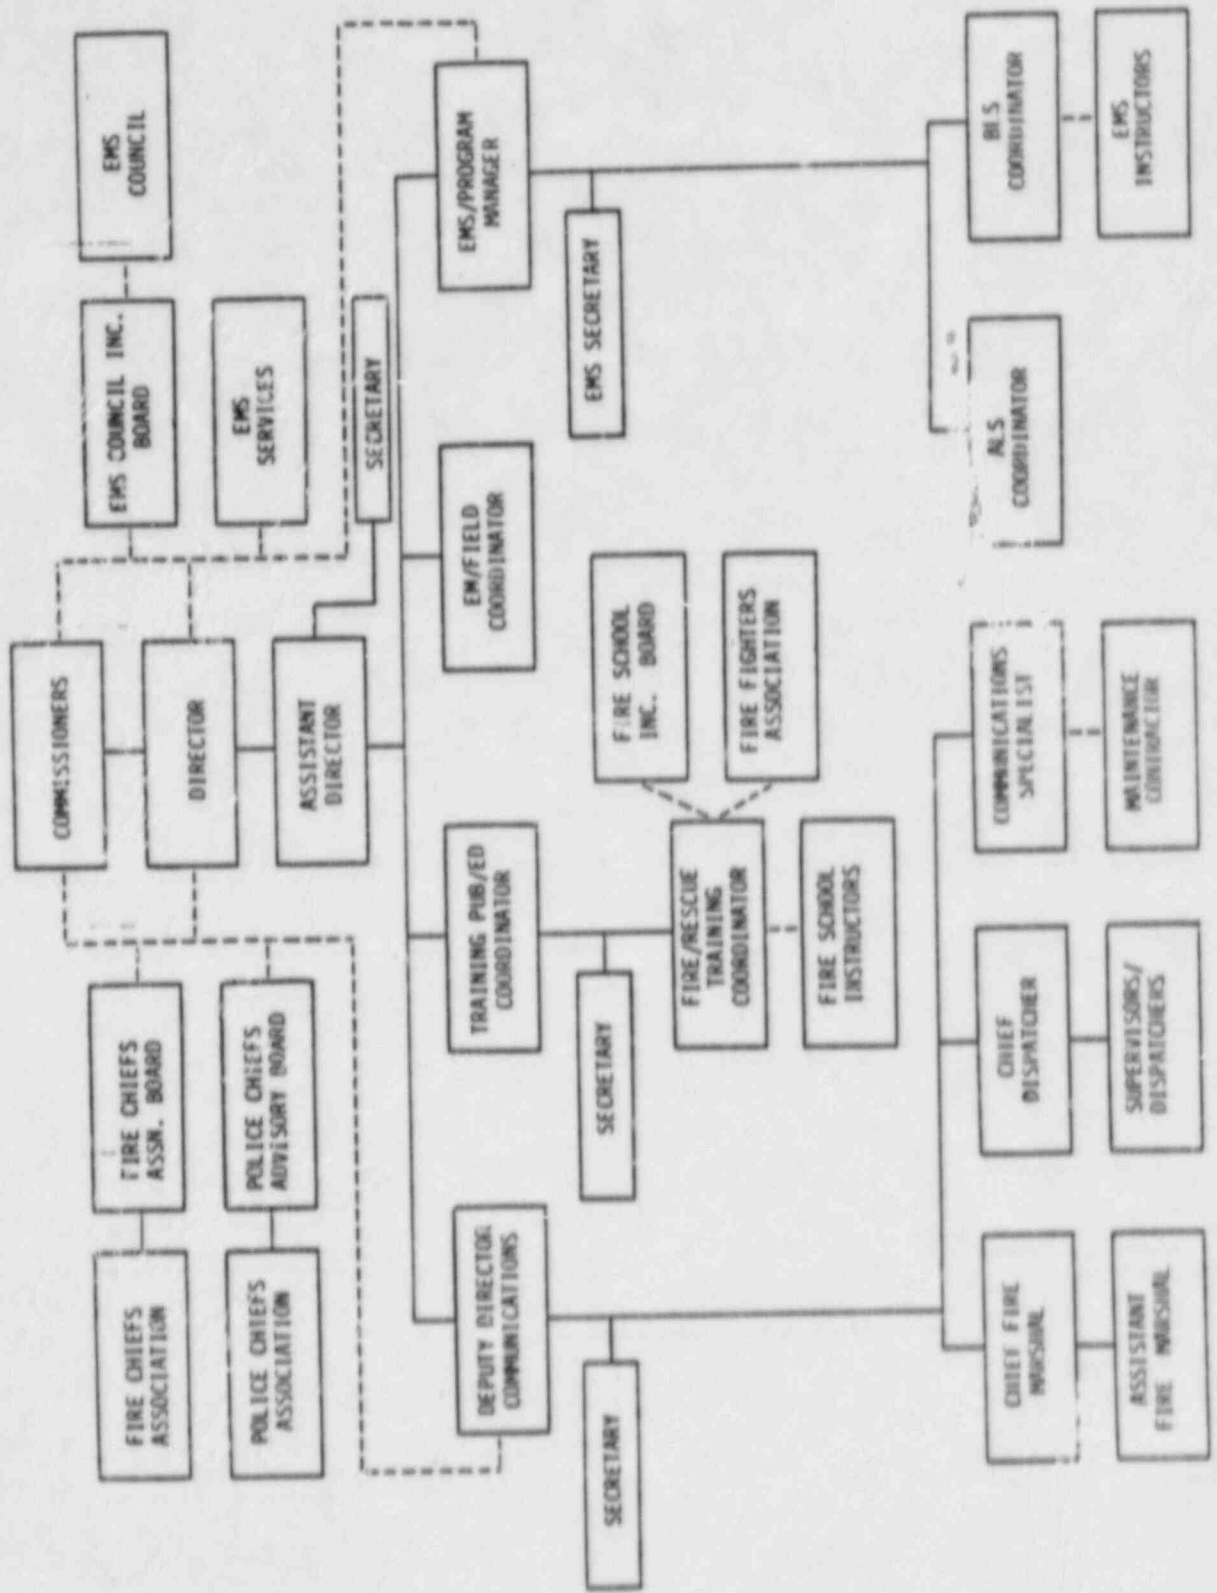 COMMISSIONERS
DIRECTOR
ASSISTANT
DIRECTOR
SECRETARY
FIRE CHIEFS
ASSOCIATION
FIRE CHIEFS
ASSN. BOARD
POLICE CHIEFS
ASSOCIATION
POLICE CHIEFS
ADVISORY BOARD
EMS COUNCIL INC.
BOARD
EMS
COUNCIL
EMS
SERVICES
DEPUTY DIRECTOR
COMMUNICATIONS
TRAINING PUB/ED
COORDINATOR
EM/FIELD
COORDINATOR
EMS/PROGRAM
MANAGER
SECRETARY
SECRETARY
EMS SECRETARY
FIRE SCHOOL
INC. BOARD
FIRE/RESCUE
TRAINING
COORDINATOR
FIRE FIGHTERS
ASSOCIATION
FIRE SCHOOL
INSTRUCTORS
CHIEF FIRE
MARSHAL
CHIEF
DISPATCHER
COMMUNICATIONS
SPECIALIST
ALS
COORDINATOR
BLS
COORDINATOR
ASSISTANT
FIRE MARSHAL
SUPERVISORS/
DISPATCHERS
MAINTENANCE
CONTRACTOR
EMS
INSTRUCTORS